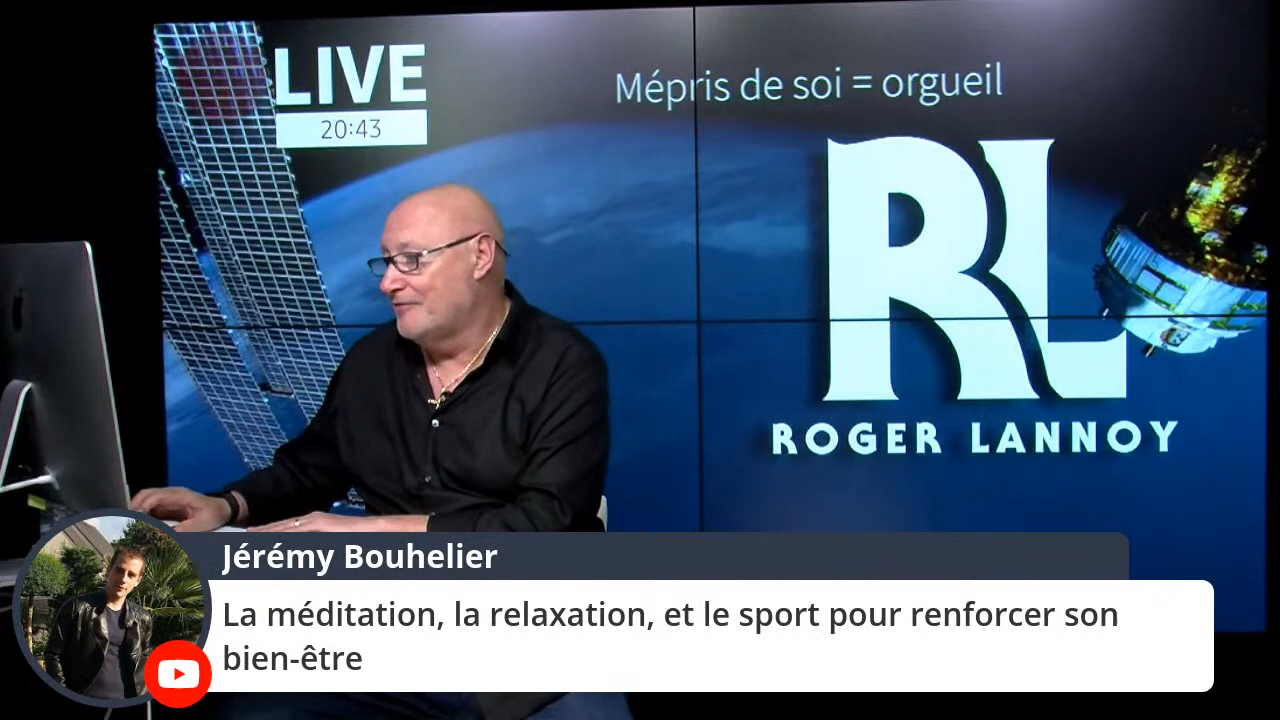 LIVE
20:43
Mépris de soi = orgueil
RL
ROGER LANNOY
Jérémy Bouhelier
La méditation, la relaxation, et le sport pour renforcer son
bien-être